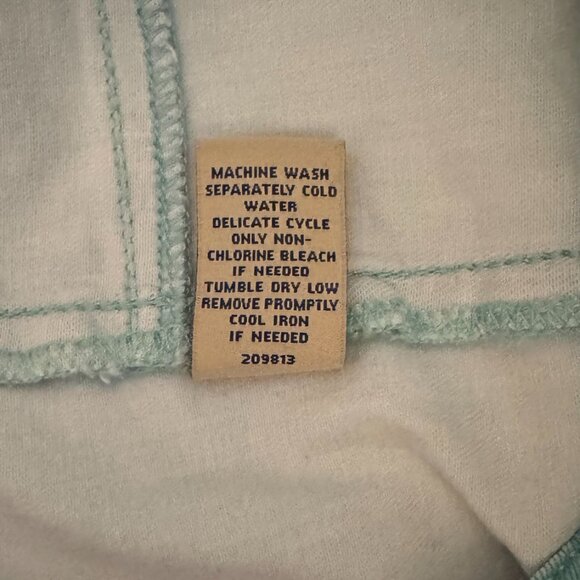 MACHINE WASH
SEPARATELY COLD
WATER
DELICATE CYCLE
ONLY NON-
CHLORINE BLEACH
IF NEEDED
TUMBLE DRY LOW
REMOVE PROMPTLY
COOL IRON
IF NEEDED
209813